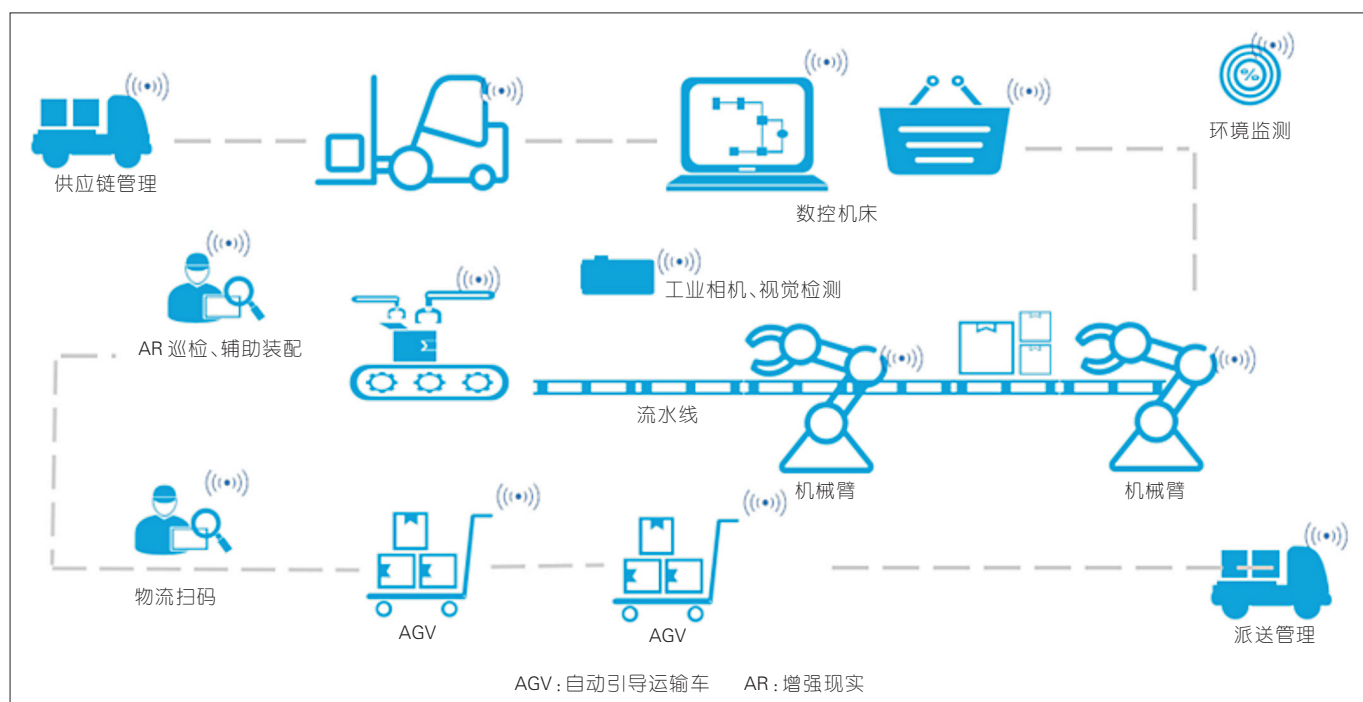 环境监测
供应链管理
数控机床
工业相机、视觉检测
AR 巡检、辅助装配
流水线
机械臂
机械臂
物流扫码
AGV
AGV
派送管理
AGV：自动引导运输车 AR：增强现实